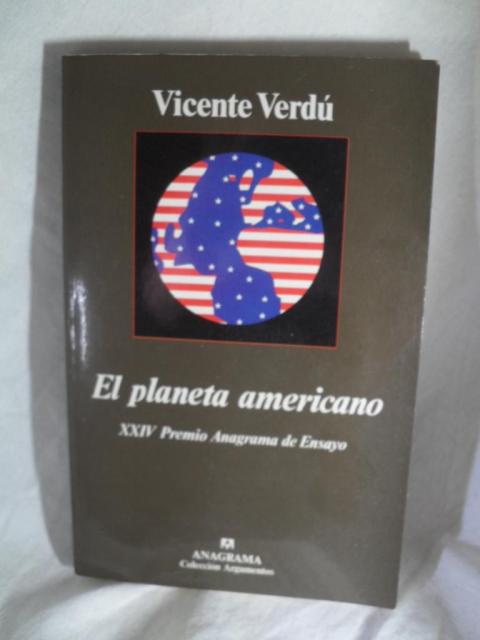 Vicente Verdú
El planeta americano
XXIV Premio Anagrama de Ensayo
ANAGRAMA
Colección Argumentos